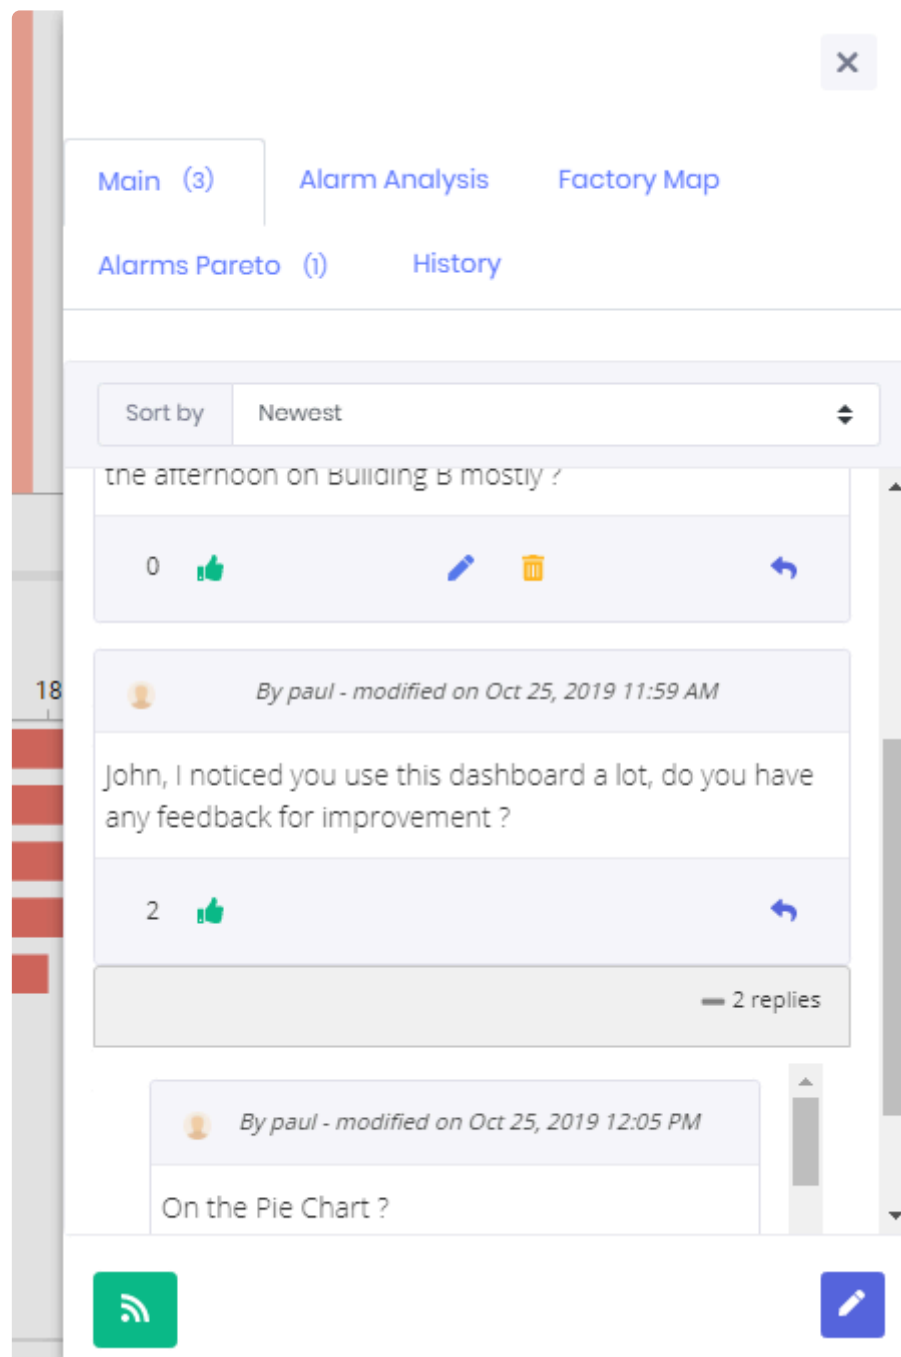 Main (3) Alarm Analysis Factory Map
Alarms Pareto (1) History
Sort by Newest
the afternoon on Building B mostly ?
0
18
By paul - modified on Oct 25, 2019 11:59 AM
John, I noticed you use this dashboard a lot, do you have
any feedback for improvement ?
2
2 replies
By paul - modified on Oct 25, 2019 12:05 PM
On the Pie Chart ?